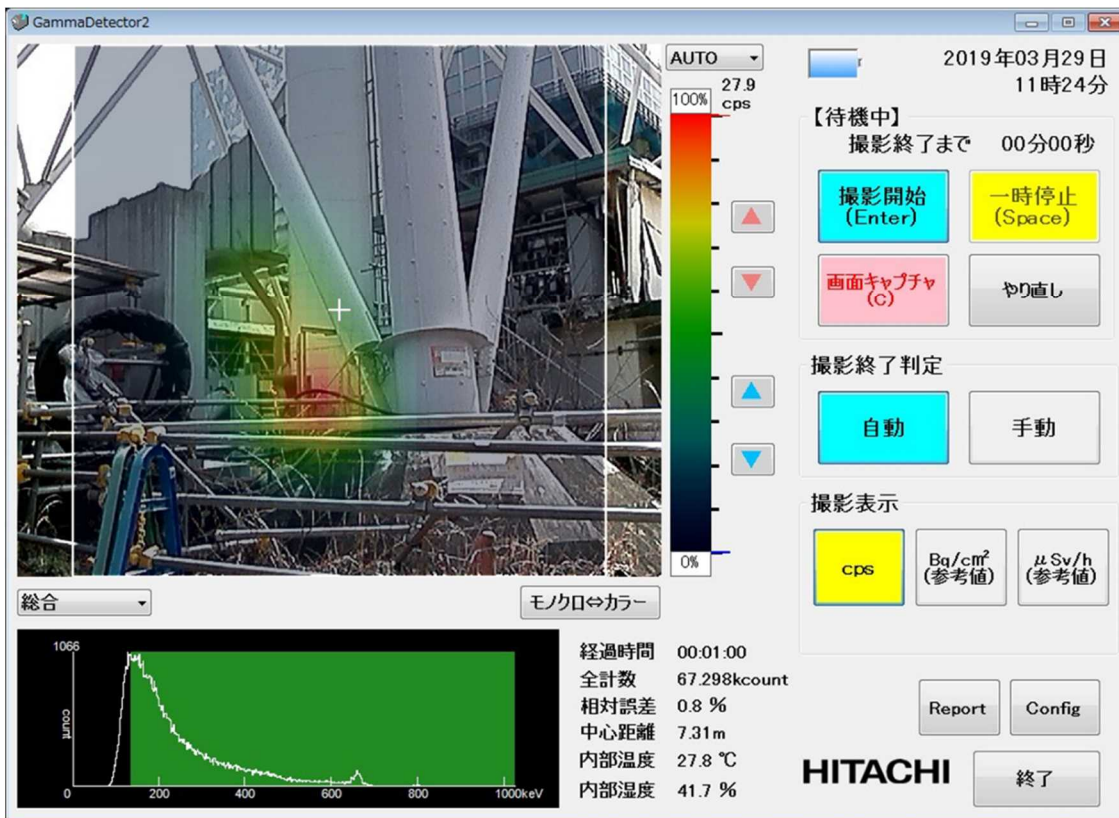 GammaDetector2
AUTO
27.9
cps
100%
0%
2019年03月29日
11時24分
【待機中】
撮影終了まで 00分00秒
撮影開始
(Enter)
一時停止
(Space)
画面キャプチャ
(C)
やり直し
撮影終了判定
自動
手動
撮影表示
cps
Bq/c㎡
(参考値)
μSv/h
(参考値)
総合
モノクロ⇔カラー
1066
count
0 200 400 600 800 1000keV
経過時間 00:01:00
全計数 67.298kcount
相対誤差 0.8 %
中心距離 7.31m
内部温度 27.8 ℃
内部湿度 41.7 %
Report
Config
HITACHI
終了